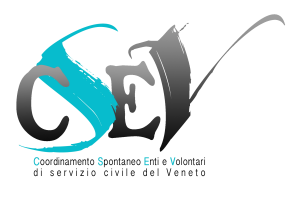 CSEV
Coordinamento Spontaneo Enti e Volontari
di servizio civile del Veneto